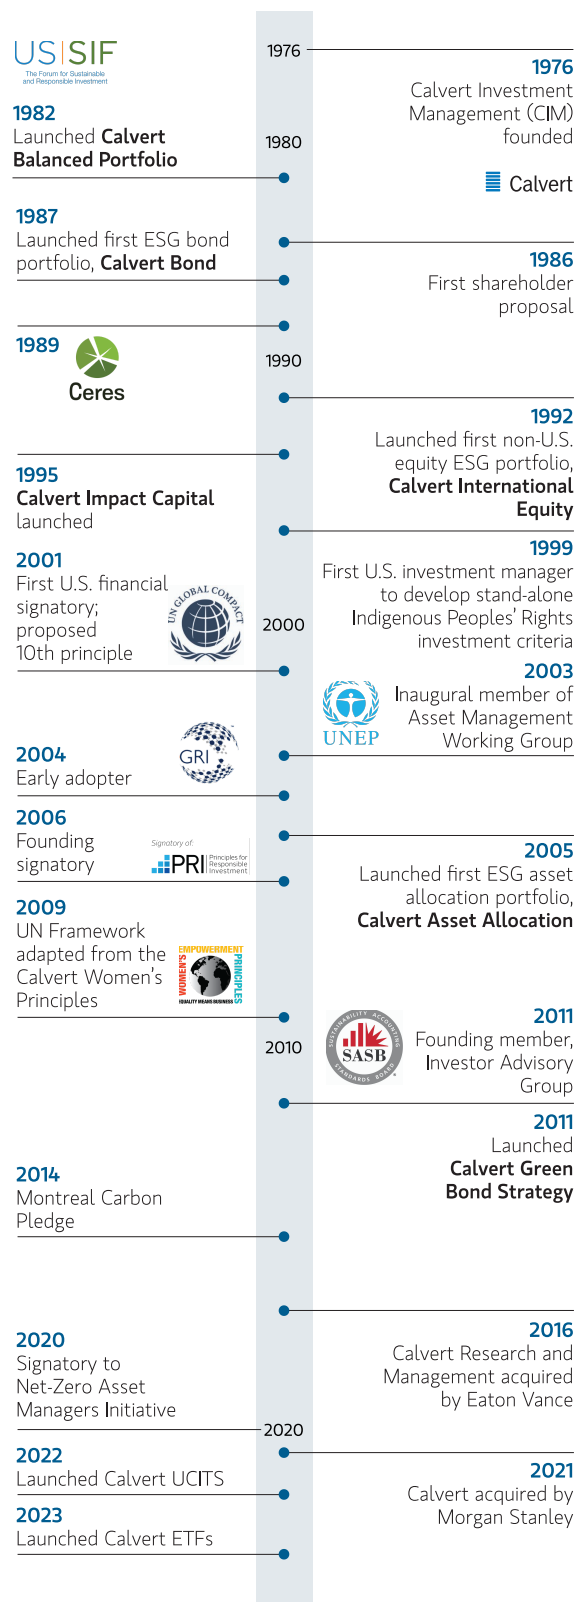 US|SIF
The Forum for Sustainable
and Responsible Investment
1976
1976
Calvert Investment
Management (CIM)
founded
Calvert
1982
Launched Calvert
Balanced Portfolio
1980
1987
Launched first ESG bond
portfolio, Calvert Bond
1986
First shareholder
proposal
1989
Ceres
1990
1992
Launched first non-U.S.
equity ESG portfolio,
Calvert International
Equity
1995
Calvert Impact Capital
launched
1999
First U.S. investment manager
to develop stand-alone
Indigenous Peoples’ Rights
investment criteria
2001
First U.S. financial
signatory;
proposed
10th principle
UN GLOBAL COMPACT
2000
2003
Inaugural member of
Asset Management
Working Group
UNEP
2004
Early adopter
GRI
2006
Founding
signatory
Signatory of:
PRI
Principles for
Responsible
Investment
2005
Launched first ESG asset
allocation portfolio,
Calvert Asset Allocation
2009
UN Framework
adapted from the
Calvert Women’s
Principles
WOMEN'S
EMPOWERMENT
PRINCIPLES
EQUALITY MEANS BUSINESS
2010
2011
Founding member,
Investor Advisory
Group
SUSTAINABILITY ACCOUNTING
SASB
STANDARDS BOARD
2011
Launched
Calvert Green
Bond Strategy
2014
Montreal Carbon
Pledge
2016
Calvert Research and
Management acquired
by Eaton Vance
2020
Signatory to
Net-Zero Asset
Managers Initiative
2020
2021
Calvert acquired by
Morgan Stanley
2022
Launched Calvert UCITS
2023
Launched Calvert ETFs